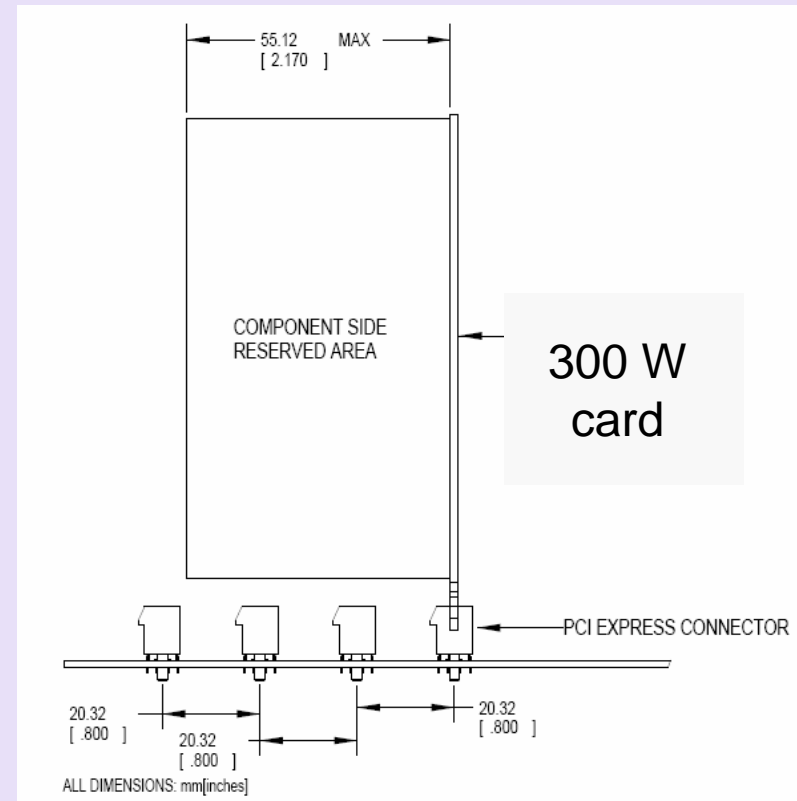 55.12 MAX
[ 2.170 ]
COMPONENT SIDE
RESERVED AREA
300 W
card
PCI EXPRESS CONNECTOR
20.32
[ .800 ]
20.32
[ .800 ]
20.32
[ .800 ]
ALL DIMENSIONS: mm[inches]